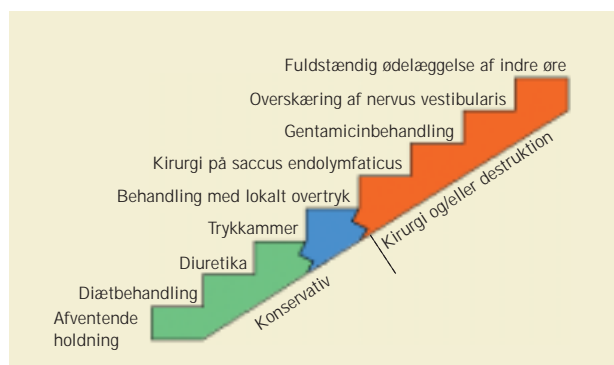 Fuldstændig ødelæggelse af indre øre
Overskæring af nervus vestibularis
Gentamicinbehandling
Kirurgi på saccus endolymfaticus
Behandling med lokalt overtryk
Trykkammer
Diuretika
Diætbehandling
Afventende
holdning
Konservativ
Kirurgi og/eller destruktion